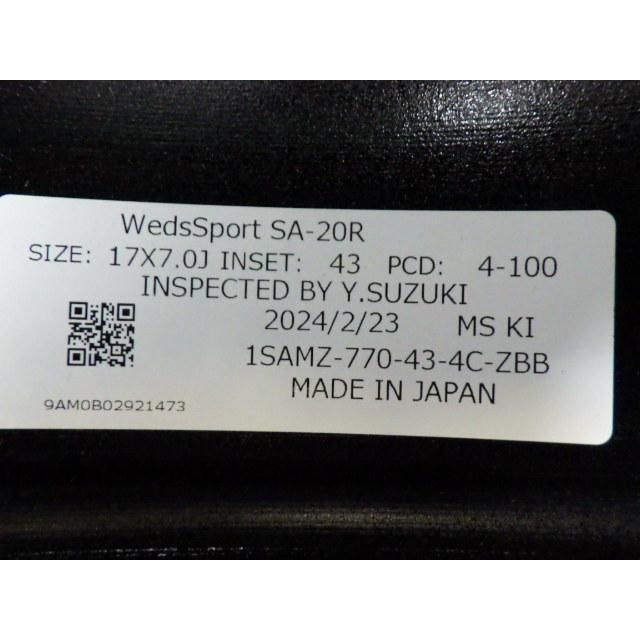 WedsSport SA-20R
SIZE: 17X7.0J INSET: 43 PCD: 4-100
INSPECTED BY Y.SUZUKI
2024/2/23 MS KI
1SAMZ-770-43-4C-ZBB
MADE IN JAPAN
9AM0B02921473